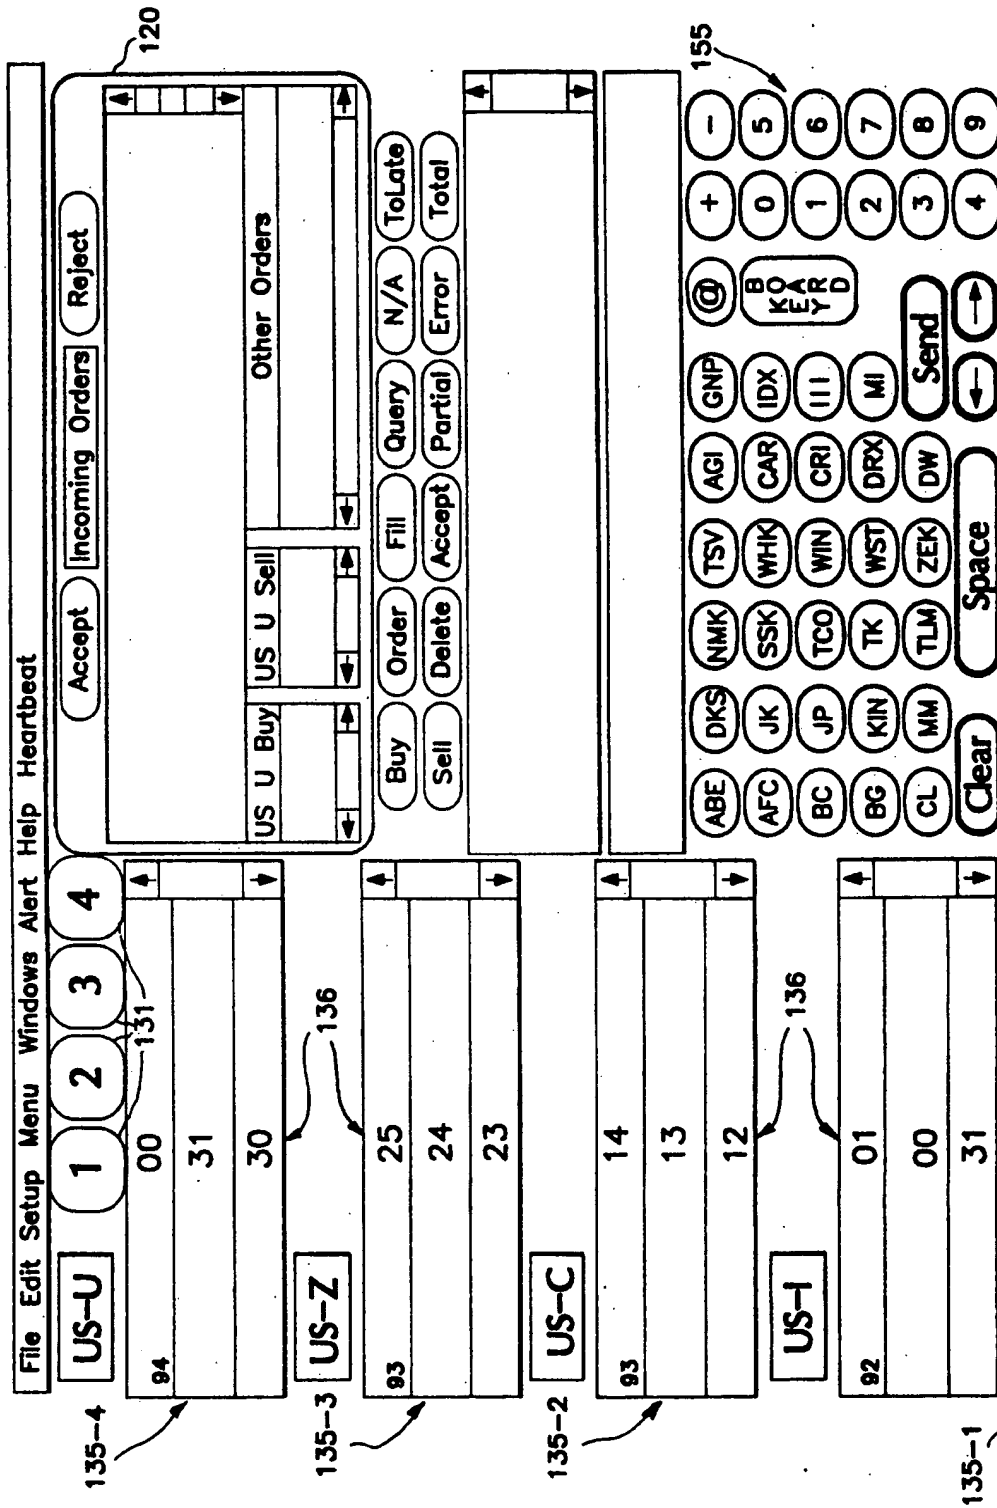 File Edit Setup Menu Windows Alert Help Heartbeat
US-U
1 2 3 4
131
135-4
94 00
31
30
136
US-Z
135-3
93 25
24
23
US-C
135-2
93 14
13
12
136
US-I
92 01
00
31
135-1
120
Accept Incoming Orders Reject
US U Buy US U Sell Other Orders
Buy Order Fill Query N/A ToLate
Sell Delete Accept Partial Error Total
155
ABE DKS NMK TSV AGI GNP @ + -
AFC JK SSK WHK CAR IDX 0 5
BC JP TCO WIN CRI III 1 6
BG KIN TK WST DRX MI 2 7
CL MM TLM ZEK DW Send 3 8
KEY
BOARD
Clear Space 4 9